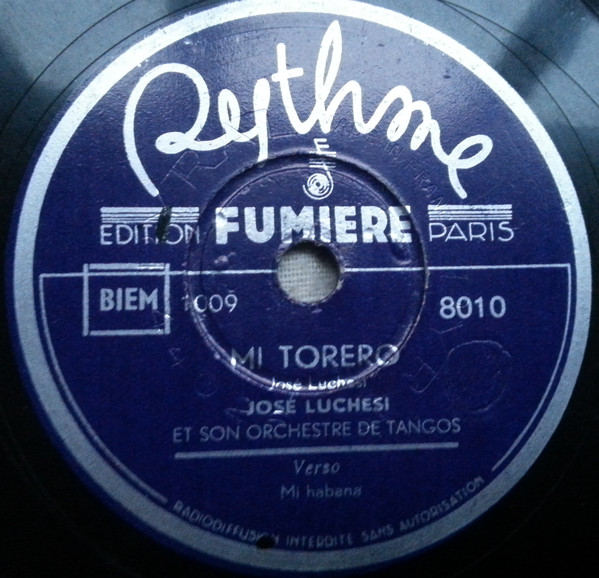 Rythme
EDITION FUMIERE PARIS
BIEM 1009 8010
MI TORERO
José Luchesi
JOSÉ LUCHESI
ET SON ORCHESTRE DE TANGOS
Verso
Mi habana
RADIODIFFUSION INTERDITE SANS AUTORISATION